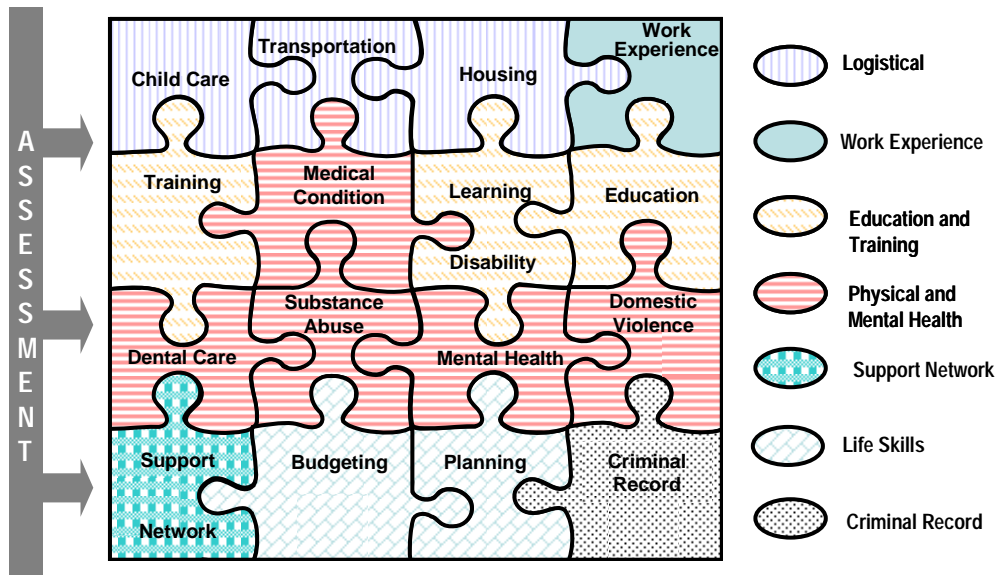 ASSESSMENT
Child Care
Transportation
Housing
Work
Experience
Training
Medical
Condition
Learning
Disability
Education
Dental Care
Substance
Abuse
Mental Health
Domestic
Violence
Support
Network
Budgeting
Planning
Criminal
Record
Logistical
Work Experience
Education and
Training
Physical and
Mental Health
Support Network
Life Skills
Criminal Record